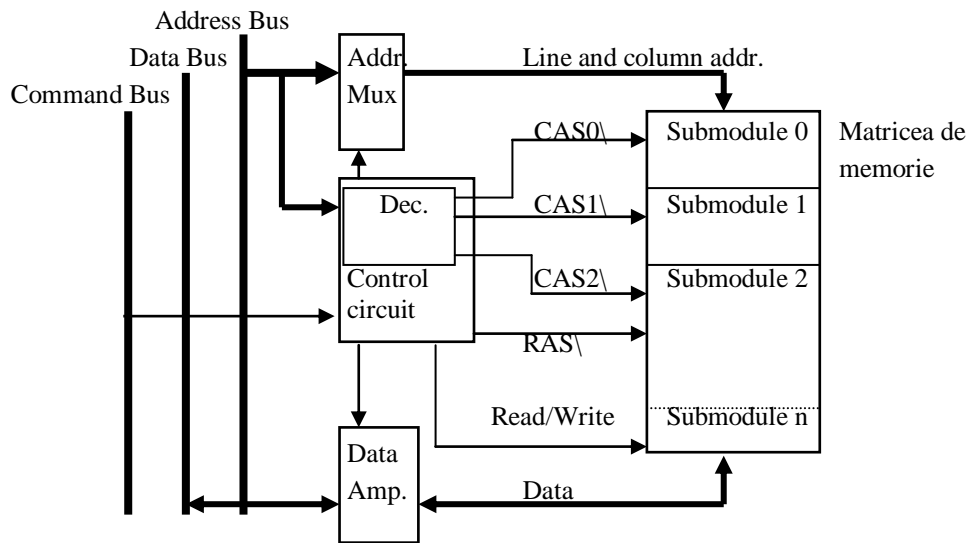 Address Bus
Data Bus
Command Bus
Addr.
Mux
Line and column addr.
CAS0\
Submodule 0
Matricea de
memorie
Dec.
CAS1\
Submodule 1
Control
circuit
CAS2\
Submodule 2
RAS\
Read/Write
Submodule n
Data
Amp.
Data